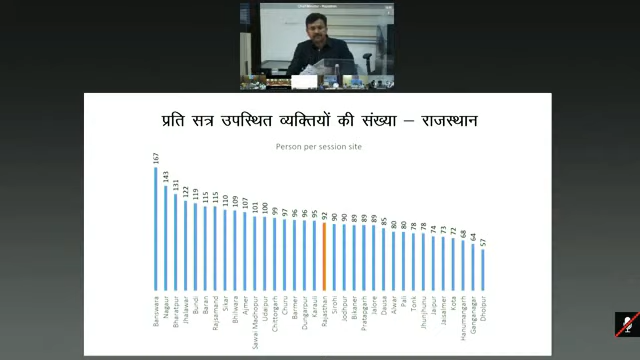 प्रति सत्र उपस्थित व्यक्तियों की संख्या – राजस्थान
Person per session site
167 143 131 122 119 115 115 110 109 107 101 100 99 97 96 96 95 92 90 90 89 89 89 85 80 80 78 78 74 73 72 68 64 57
Banswara Nagaur Bharatpur Jhalawar Bundi Baran Rajsamand Sikar Bhilwara Ajmer Sawai Madhopur Udaipur Chittorgarh Churu Barmer Dungarpur Karauli Rajasthan Sirohi Jodhpur Bikaner Pratapgarh Jalore Dausa Alwar Pali Tonk Jhunjhunu Jaipur Jaisalmer Kota Hanumangarh Ganganagar Dholpur